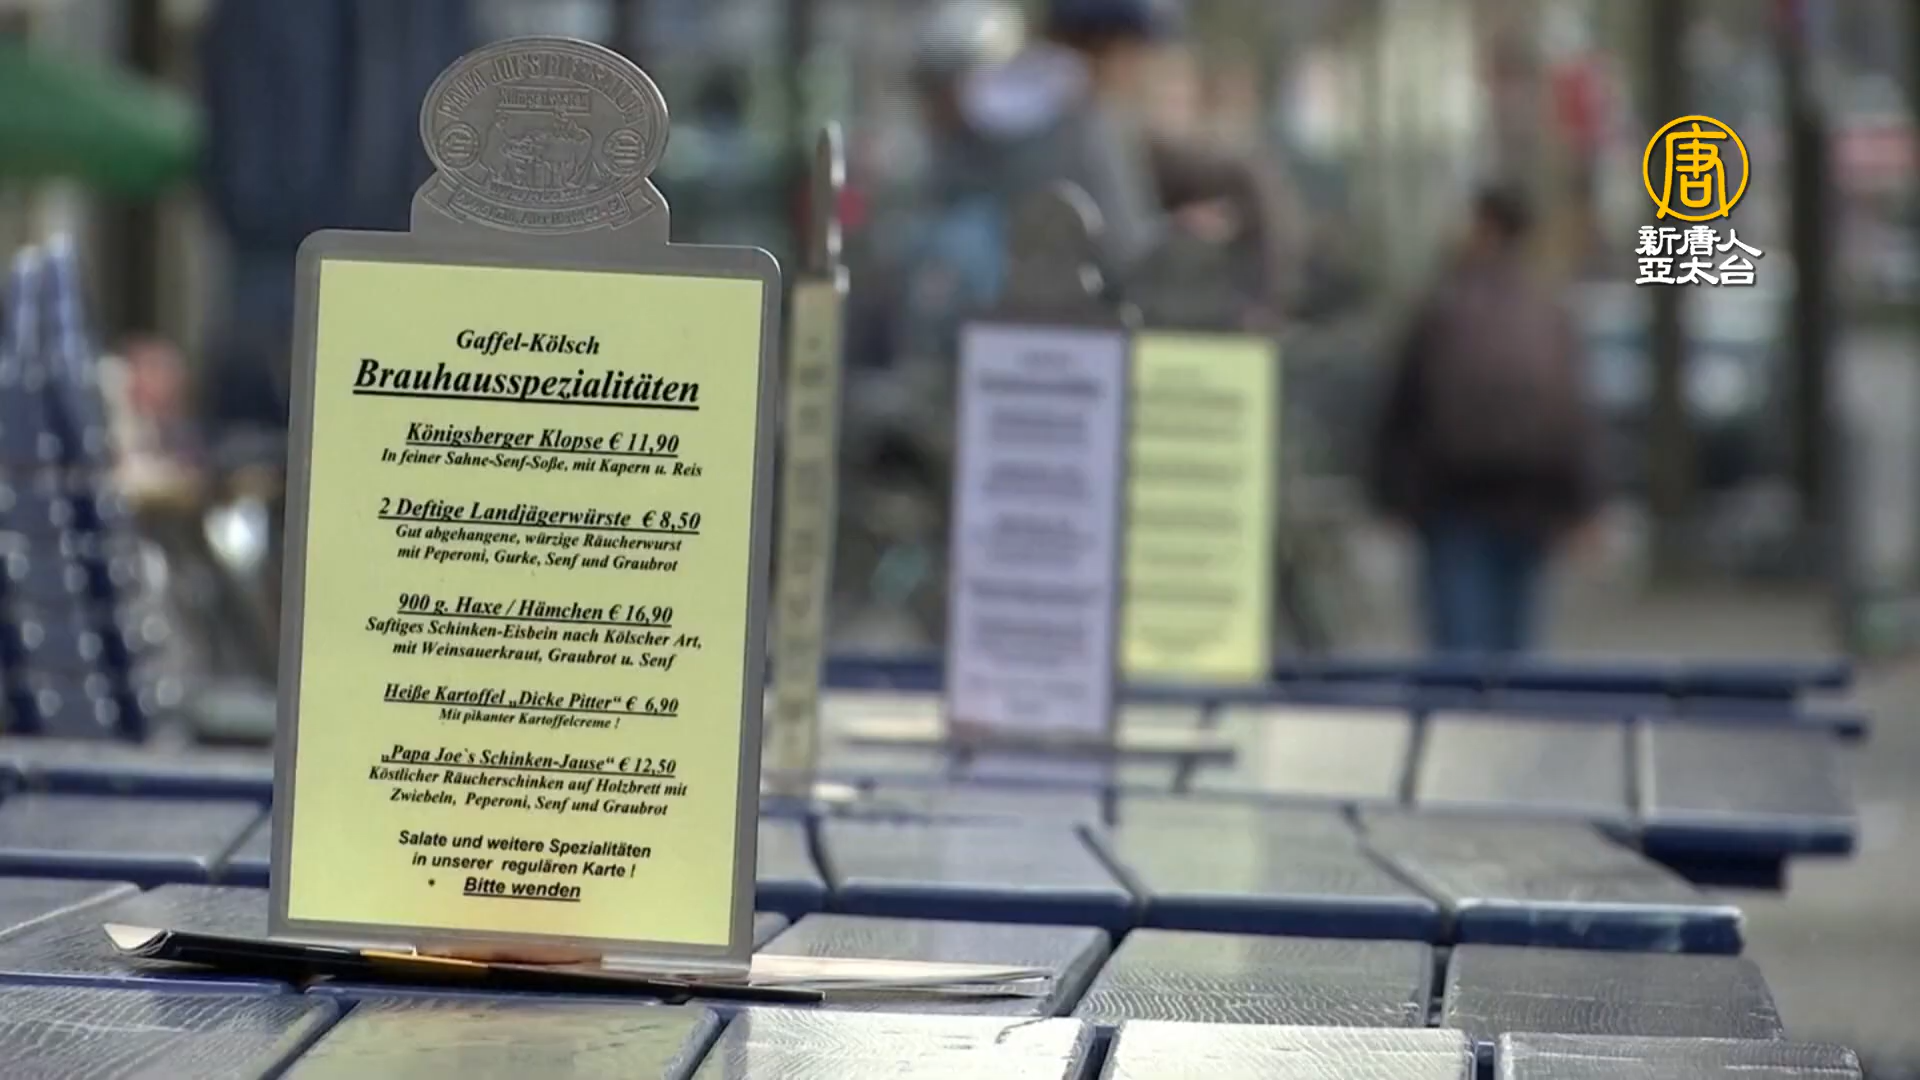 PAPA JOE'S BIERSALON
Gaffel-Kölsch
Brauhausspezialitäten
Königsberger Klopse € 11,90
In feiner Sahne-Senf-Soße, mit Kapern u. Reis
2 Deftige Landjägerwürste € 8,50
Gut abgehangene, würzige Räucherwurst
mit Peperoni, Gurke, Senf und Graubrot
900 g. Haxe / Hämchen € 16,90
Saftiges Schinken-Eisbein nach Kölscher Art,
mit Weinsauerkraut, Graubrot u. Senf
Heiße Kartoffel „Dicke Pitter“ € 6,90
Mit pikanter Kartoffelcreme !
„Papa Joe`s Schinken-Jause“ € 12,50
Köstlicher Räucherschinken auf Holzbrett mit
Zwiebeln, Peperoni, Senf und Graubrot
Salate und weitere Spezialitäten
in unserer regulären Karte !
• Bitte wenden
唐
新唐人
亞太台